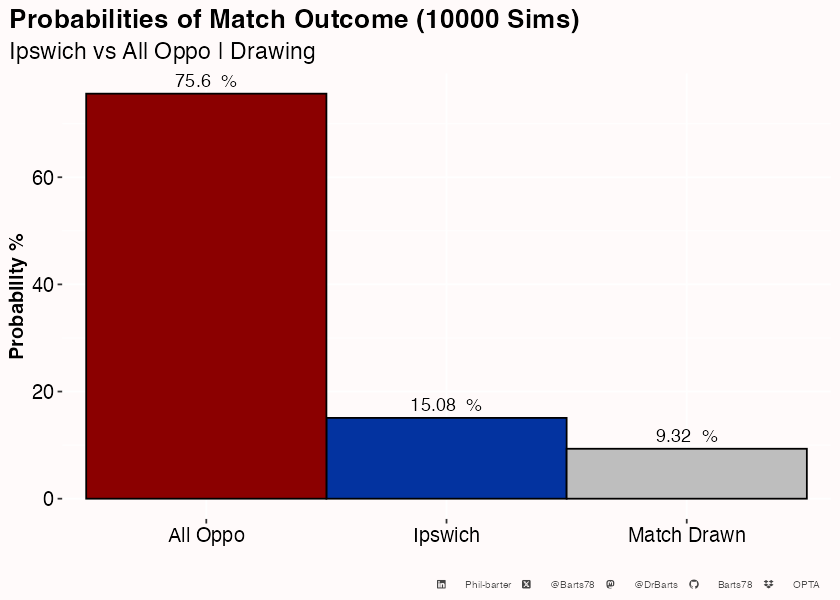 Probabilities of Match Outcome (10000 Sims)
Ipswich vs All Oppo | Drawing
75.6 %
15.08 %
9.32 %
Probability %
60
40
20
0
All Oppo
Ipswich
Match Drawn
Phil-barter @Barts78 @DrBarts Barts78 OPTA